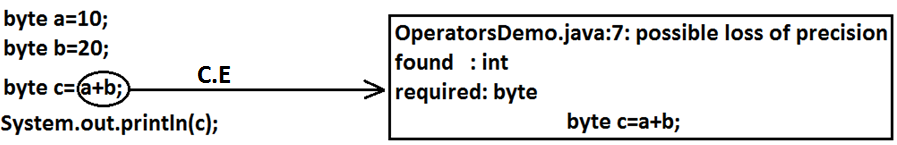 byte a=10;
byte b=20;
byte c=a+b;
C.E
System.out.println(c);
OperatorsDemo.java:7: possible loss of precision
found   : int
required: byte
byte c=a+b;